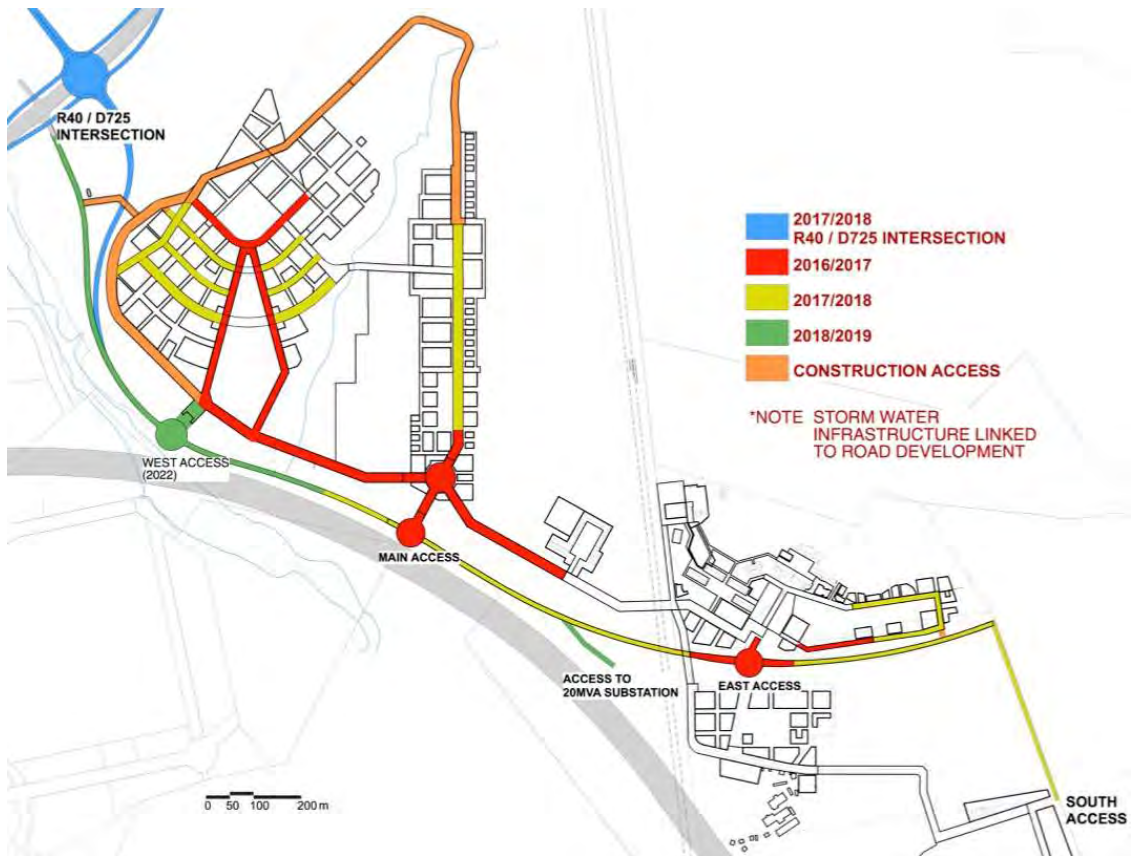 R40 / D725
INTERSECTION
2017/2018
R40 / D725 INTERSECTION
2016/2017
2017/2018
2018/2019
CONSTRUCTION ACCESS
*NOTE STORM WATER
INFRASTRUCTURE LINKED
TO ROAD DEVELOPMENT
WEST ACCESS
(2022)
MAIN ACCESS
ACCESS TO
20MVA SUBSTATION
EAST ACCESS
0 50 100 200 m
SOUTH
ACCESS